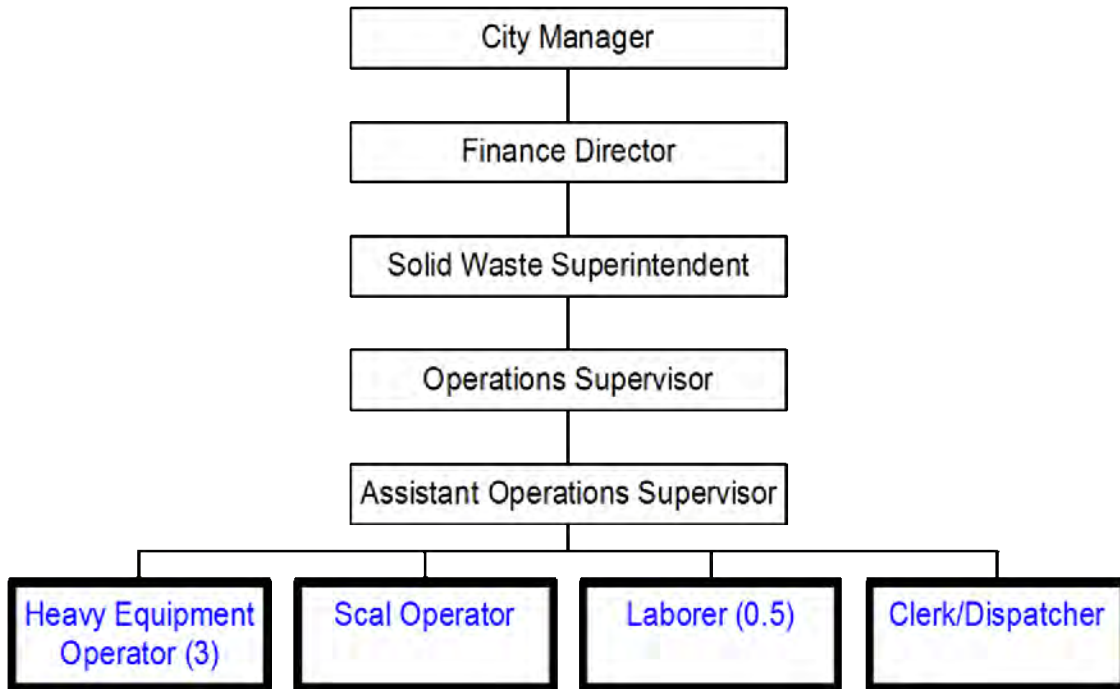 City Manager
Finance Director
Solid Waste Superintendent
Operations Supervisor
Assistant Operations Supervisor
Heavy Equipment
Operator (3)
Scal Operator
Laborer (0.5)
Clerk/Dispatcher